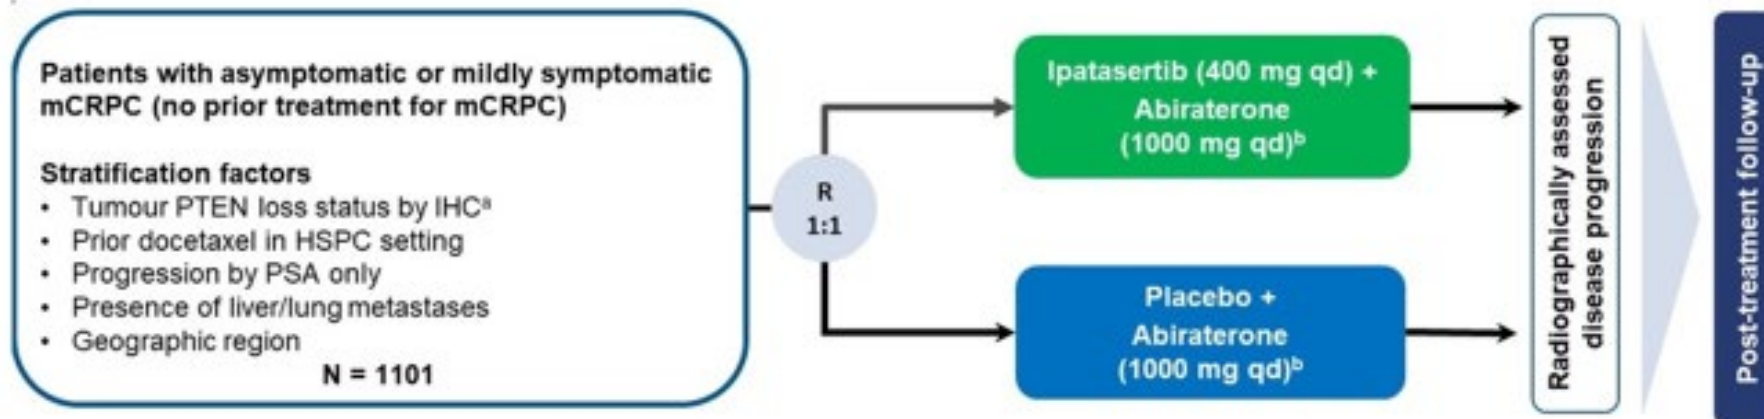 Patients with asymptomatic or mildly symptomatic
mCRPC (no prior treatment for mCRPC)
Stratification factors
• Tumour PTEN loss status by IHCᵃ
• Prior docetaxel in HSPC setting
• Progression by PSA only
• Presence of liver/lung metastases
• Geographic region
N = 1101
R
1:1
Ipatasertib (400 mg qd) +
Abiraterone
(1000 mg qd)ᵇ
Placebo +
Abiraterone
(1000 mg qd)ᵇ
Radiographically assessed
disease progression
Post-treatment follow-up